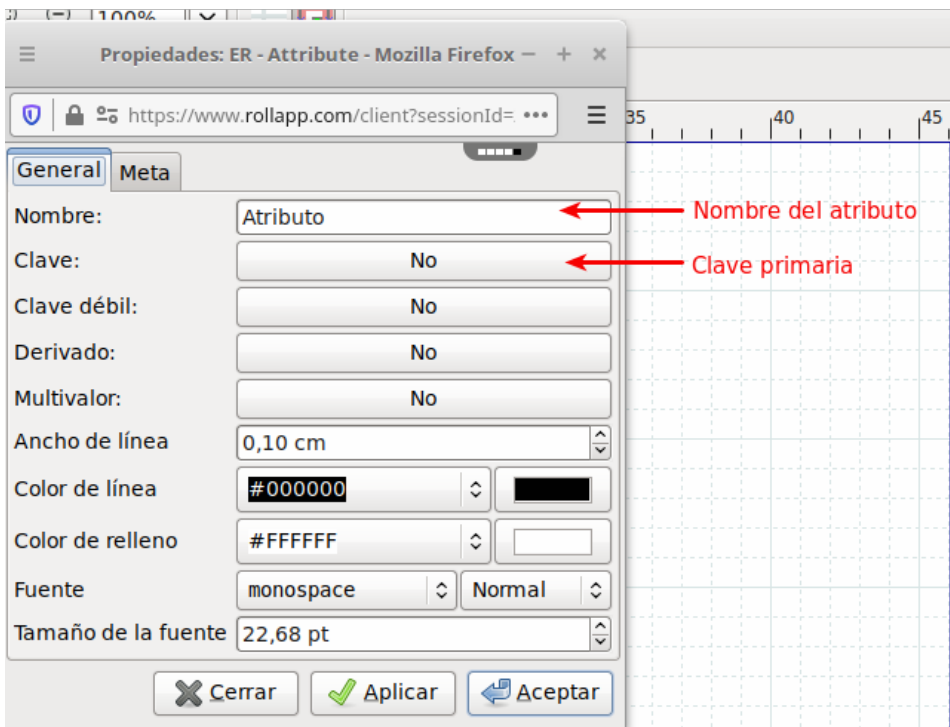 100%
Propiedades: ER - Attribute - Mozilla Firefox
https://www.rollapp.com/client?sessionId=
35 40 45
General Meta
Nombre: Atributo Nombre del atributo
Clave: No Clave primaria
Clave débil: No
Derivado: No
Multivalor: No
Ancho de línea 0,10 cm
Color de línea #000000
Color de relleno #FFFFFF
Fuente monospace Normal
Tamaño de la fuente 22,68 pt
Cerrar Aplicar Aceptar